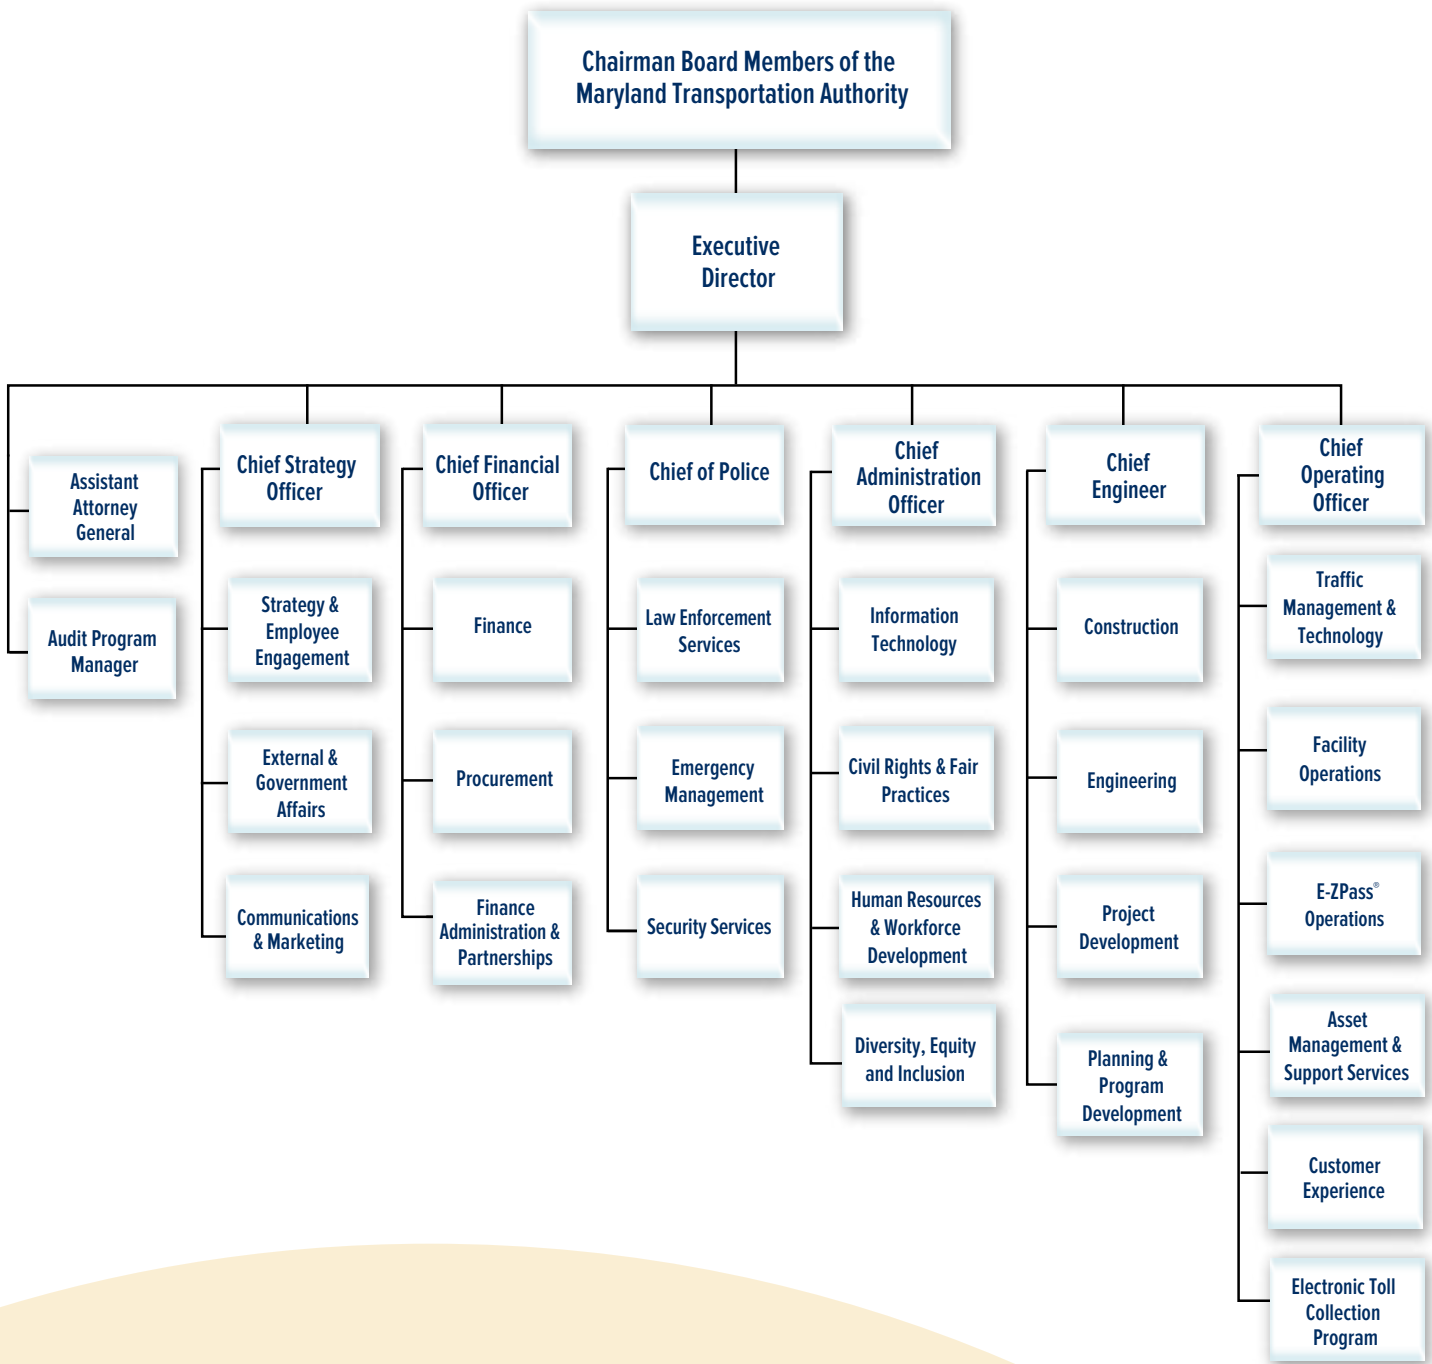 Chairman Board Members of the
Maryland Transportation Authority
Executive
Director
Assistant
Attorney
General
Audit Program
Manager
Chief Strategy
Officer
Strategy &
Employee
Engagement
External &
Government
Affairs
Communications
& Marketing
Chief Financial
Officer
Finance
Procurement
Finance
Administration &
Partnerships
Chief of Police
Law Enforcement
Services
Emergency
Management
Security Services
Chief
Administration
Officer
Information
Technology
Civil Rights & Fair
Practices
Human Resources
& Workforce
Development
Diversity, Equity
and Inclusion
Chief
Engineer
Construction
Engineering
Project
Development
Planning &
Program
Development
Chief
Operating
Officer
Traffic
Management &
Technology
Facility
Operations
E-ZPass®
Operations
Asset
Management &
Support Services
Customer
Experience
Electronic Toll
Collection
Program